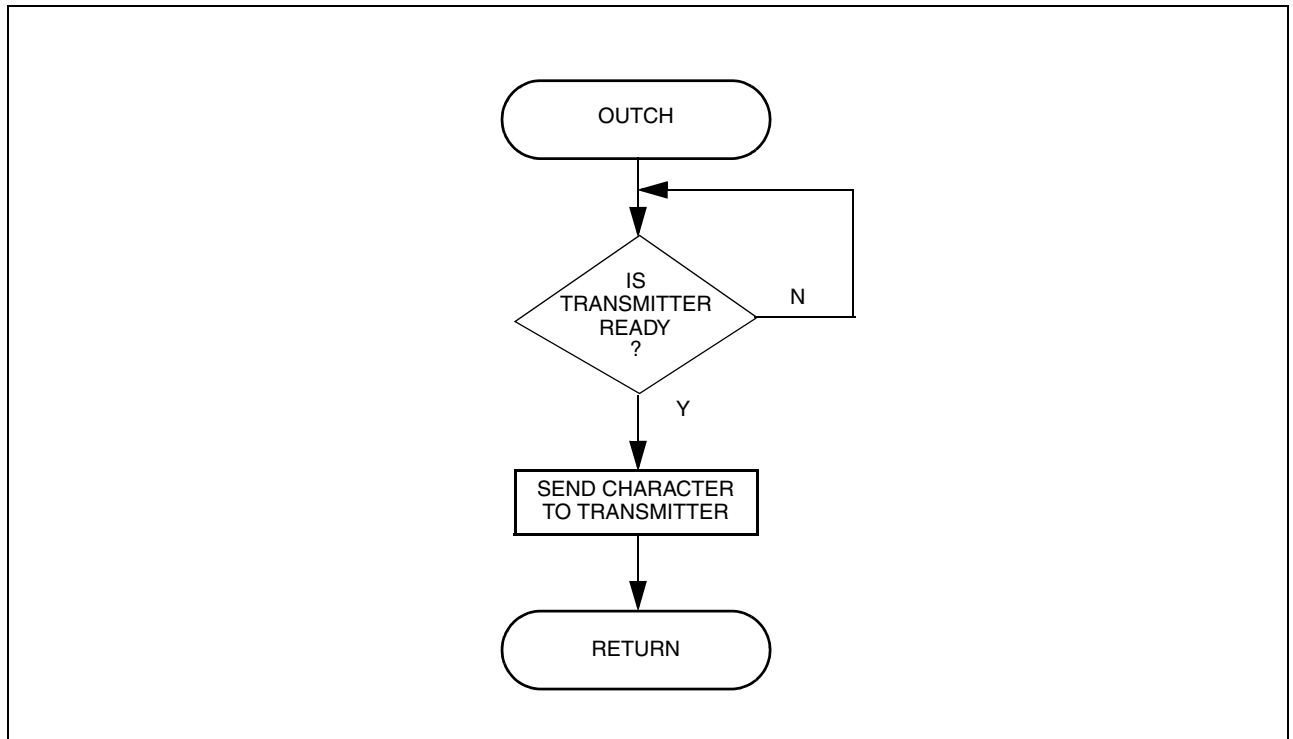 OUTCH
IS
TRANSMITTER
READY
?
N
Y
SEND CHARACTER
TO TRANSMITTER
RETURN